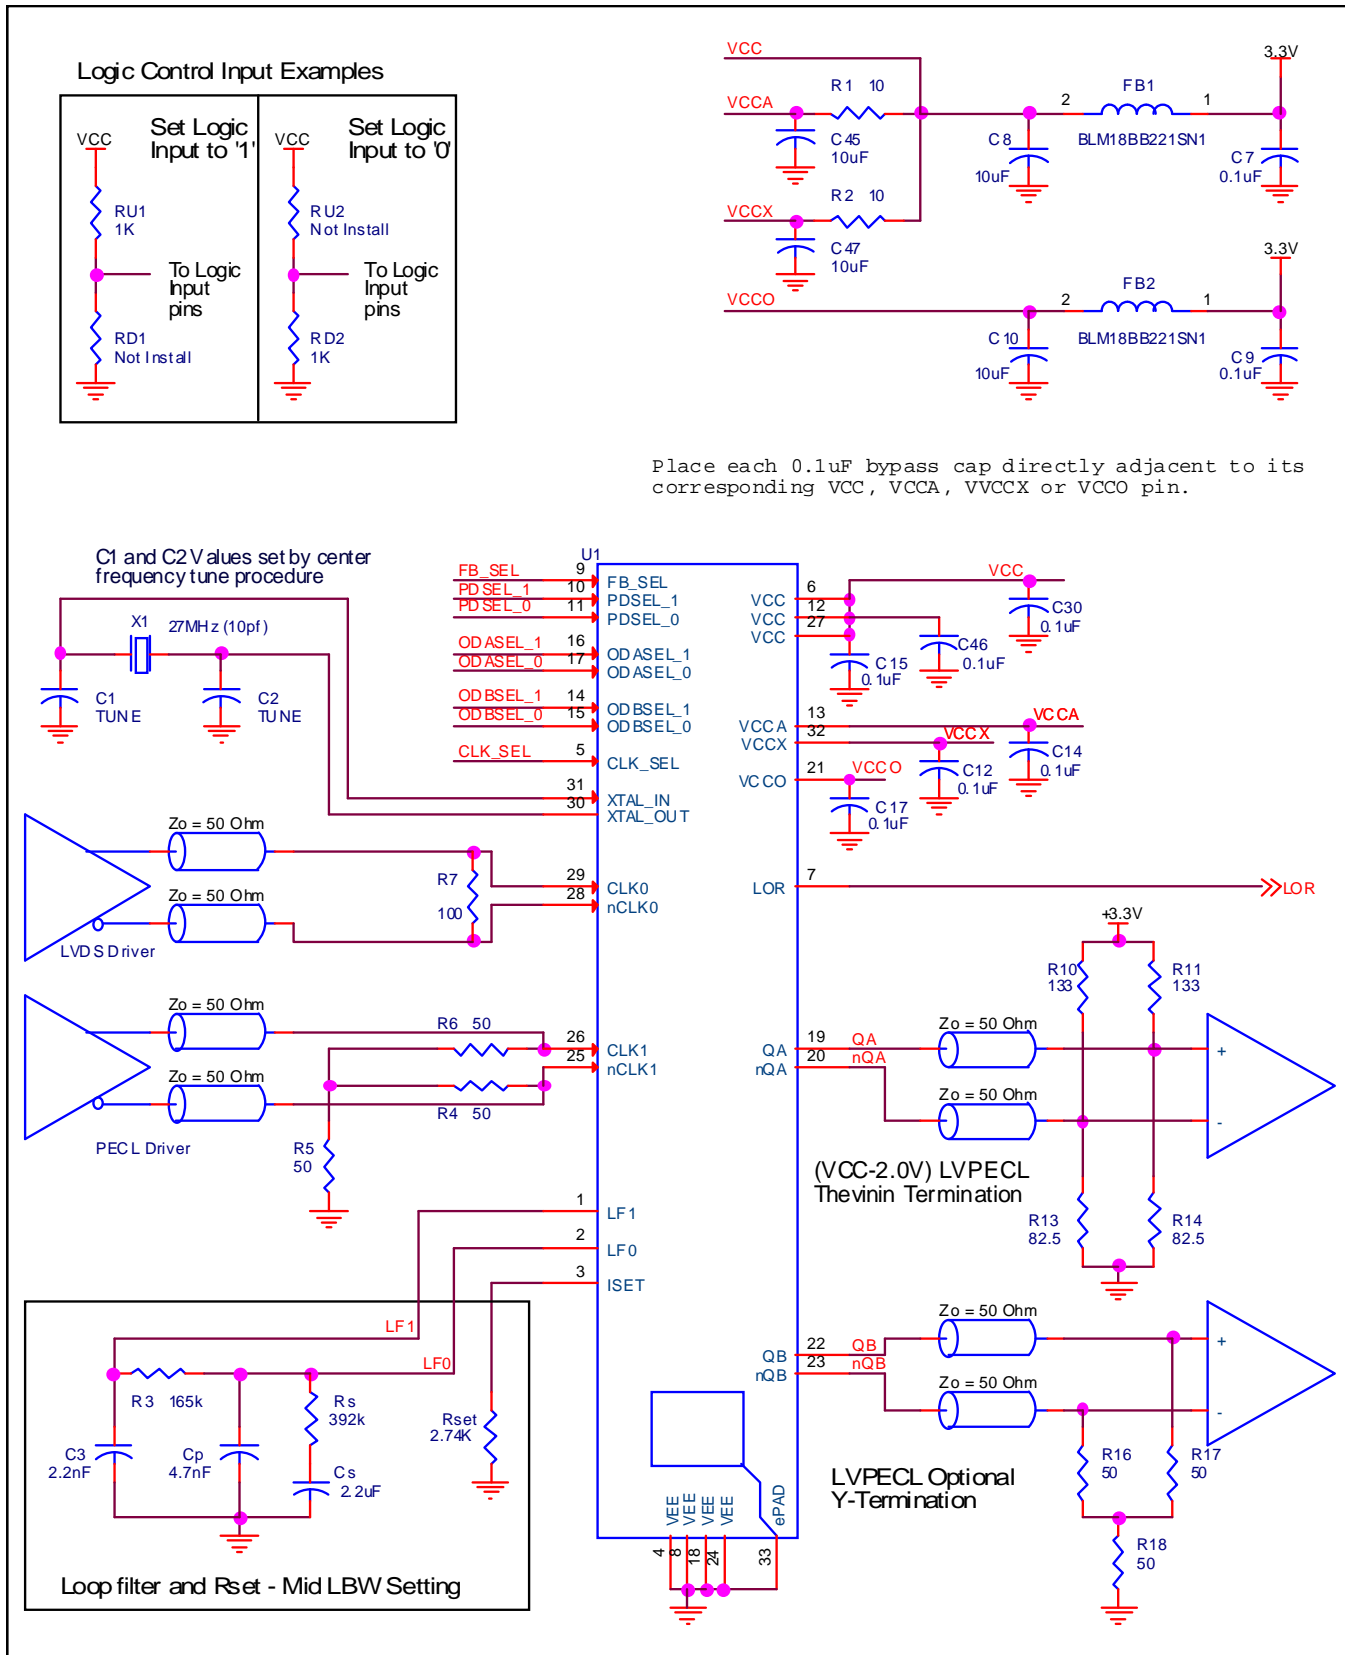 Logic Control Input Examples
VCC
Set Logic
Input to '1'
RU1
1K
To Logic
Input
pins
RD1
Not Install
VCC
Set Logic
Input to '0'
RU2
Not Install
To Logic
Input
pins
RD2
1K
VCC
VCCA
R1 10
C45
10uF
VCCX
R2 10
C47
10uF
C8
10uF
2
FB1
1
BLM18BB221SN1
3.3V
C7
0.1uF
VCCO
C10
10uF
2
FB2
1
BLM18BB221SN1
3.3V
C9
0.1uF
Place each 0.1uF bypass cap directly adjacent to its
corresponding VCC, VCCA, VVCCX or VCCO pin.
C1 and C2 Values set by center
frequency tune procedure
X1
27MHz (10pf)
C1
TUNE
C2
TUNE
U1
FB_SEL
9
FB_SEL
PDSEL_1
10
PDSEL_1
PDSEL_0
11
PDSEL_0
ODASEL_1
16
ODASEL_1
ODASEL_0
17
ODASEL_0
ODBSEL_1
14
ODBSEL_1
ODBSEL_0
15
ODBSEL_0
CLK_SEL
5
CLK_SEL
31
XTAL_IN
30
XTAL_OUT
VCC
6
VCC
12
VCC
27
VCC
C30
0.1uF
C46
0.1uF
C15
0.1uF
VCCA
13
VCCA
VCCX
32
VCCX
C14
0.1uF
C12
0.1uF
VCCO
21
VCCO
C17
0.1uF
Zo = 50 Ohm
Zo = 50 Ohm
LVDS Driver
R7
100
29
CLK0
28
nCLK0
LOR
7
LOR
Zo = 50 Ohm
Zo = 50 Ohm
PECL Driver
R6 50
R4 50
R5
50
26
CLK1
25
nCLK1
+3.3V
R10
133
R11
133
QA
19
QA
nQA
20
nQA
Zo = 50 Ohm
Zo = 50 Ohm
+
-
(VCC-2.0V) LVPECL
Thevinin Termination
R13
82.5
R14
82.5
1
LF1
2
LF0
3
ISET
LF1
LF0
R3 165k
Rs
392k
C3
2.2nF
Cp
4.7nF
Cs
2.2uF
Rset
2.74K
Loop filter and Rset - Mid LBW Setting
QB
22
QB
nQB
23
nQB
Zo = 50 Ohm
Zo = 50 Ohm
+
-
LVPECL Optional
Y-Termination
R16
50
R17
50
R18
50
VEE
VEE
VEE
VEE
ePAD
4
8
18
24
33